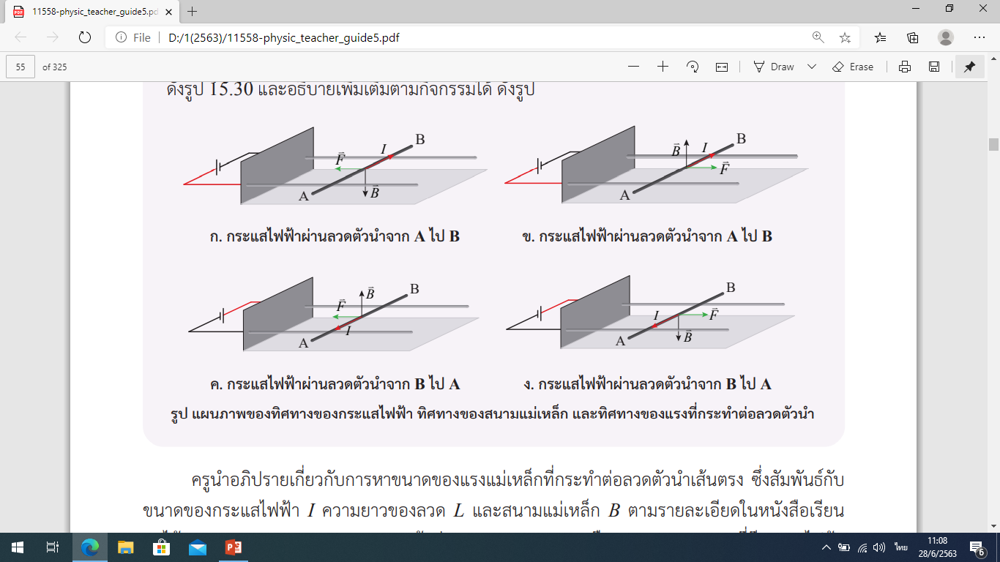 11558-physic_teacher_guide5.pd
File D:/1(2563)/11558-physic_teacher_guide5.pdf
55 of 325 Draw Erase
ดังรูป 15.30 และอธิบายเพิ่มเติมตามกิจกรรมได้ ดังรูป
A B I F B
A B I F B
ก. กระแสไฟฟ้าผ่านลวดตัวนำจาก A ไป B
ข. กระแสไฟฟ้าผ่านลวดตัวนำจาก A ไป B
A B I F B
A B I F B
ค. กระแสไฟฟ้าผ่านลวดตัวนำจาก B ไป A
ง. กระแสไฟฟ้าผ่านลวดตัวนำจาก B ไป A
รูป แผนภาพของทิศทางของกระแสไฟฟ้า ทิศทางของสนามแม่เหล็ก และทิศทางของแรงที่กระทำต่อลวดตัวนำ
ครูนำอภิปรายเกี่ยวกับการหาขนาดของแรงแม่เหล็กที่กระทำต่อลวดตัวนำเส้นตรง ซึ่งสัมพันธ์กับ
ขนาดของกระแสไฟฟ้า I ความยาวของลวด L และสนามแม่เหล็ก B ตามรายละเอียดในหนังสือเรียน
ไทย 11:08
28/6/2563 6